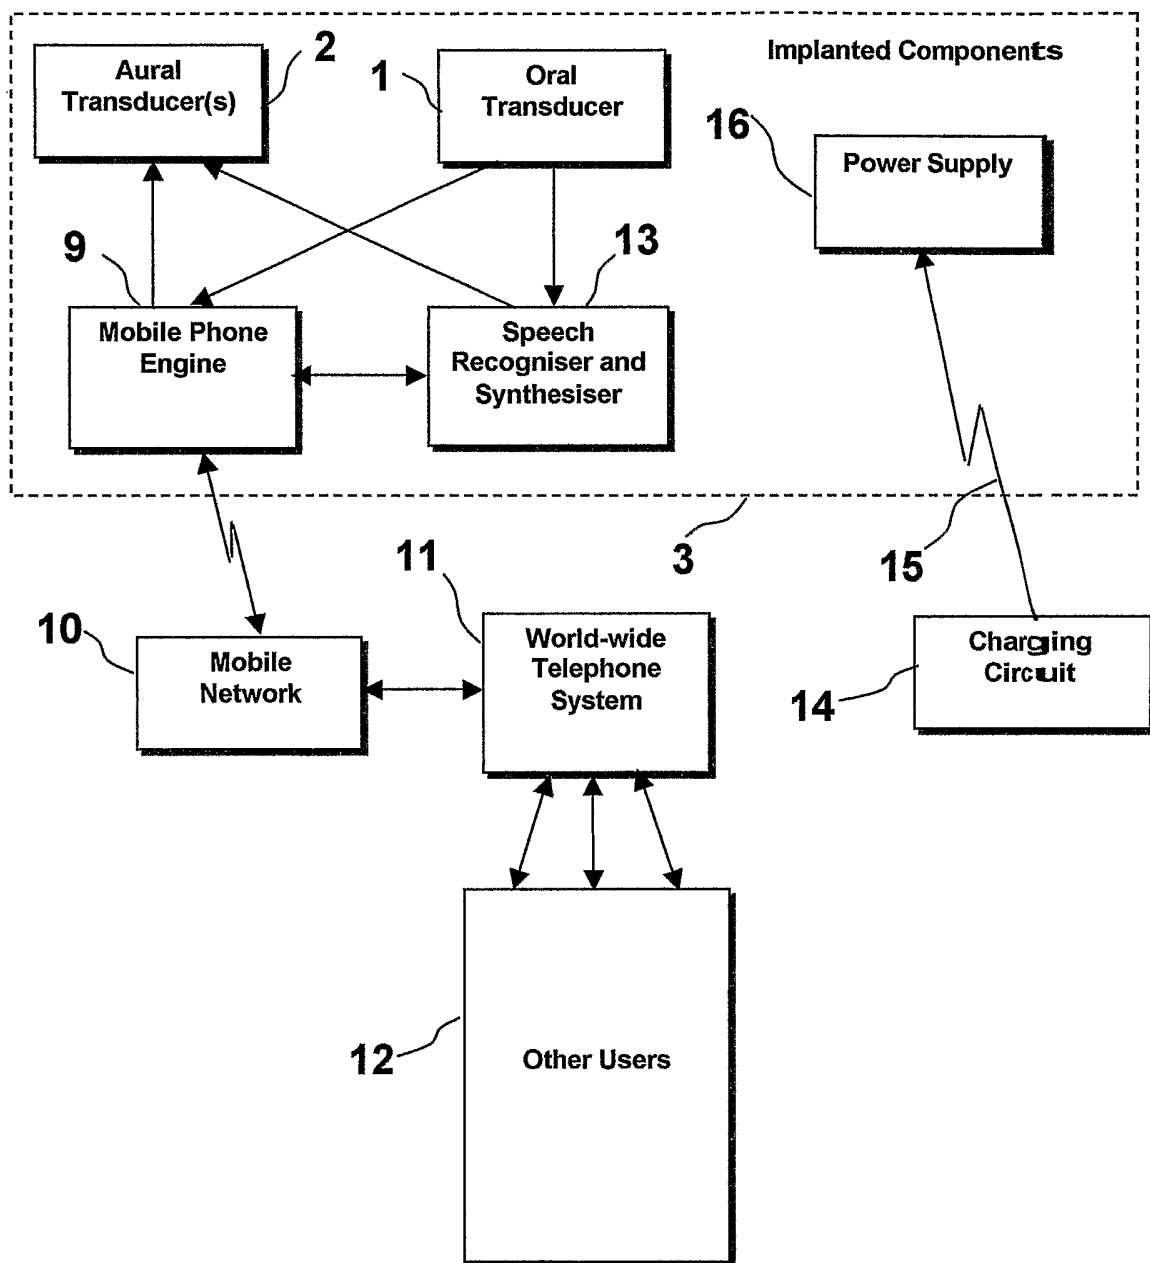 Implanted Components
2
Aural
Transducer(s)
1
Oral
Transducer
16
Power Supply
9
Mobile Phone
Engine
13
Speech
Recogniser and
Synthesiser
3
15
10
Mobile
Network
11
World-wide
Telephone
System
14
Charging
Circuit
12
Other Users